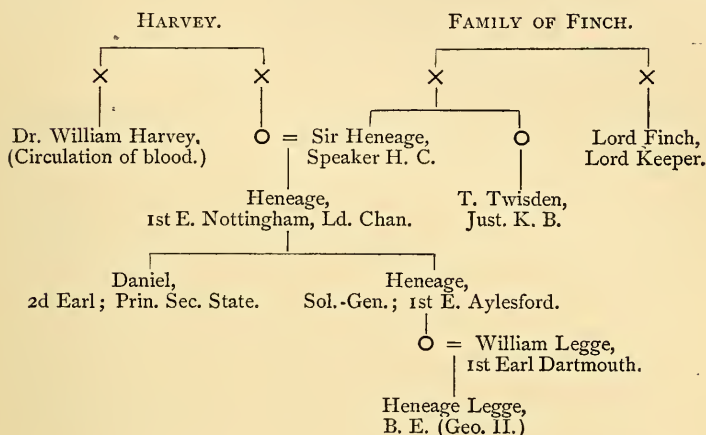 HARVEY.
FAMILY OF FINCH.
× × × ×
Dr. William Harvey,
(Circulation of blood.)
O = Sir Heneage,
Speaker H. C.
O
Lord Finch,
Lord Keeper.
Heneage,
1st E. Nottingham, Ld. Chan.
T. Twisden,
Just. K. B.
Daniel,
2d Earl; Prin. Sec. State.
Heneage,
Sol.-Gen.; 1st E. Aylesford.
O = William Legge,
1st Earl Dartmouth.
Heneage Legge,
B. E. (Geo. II.)